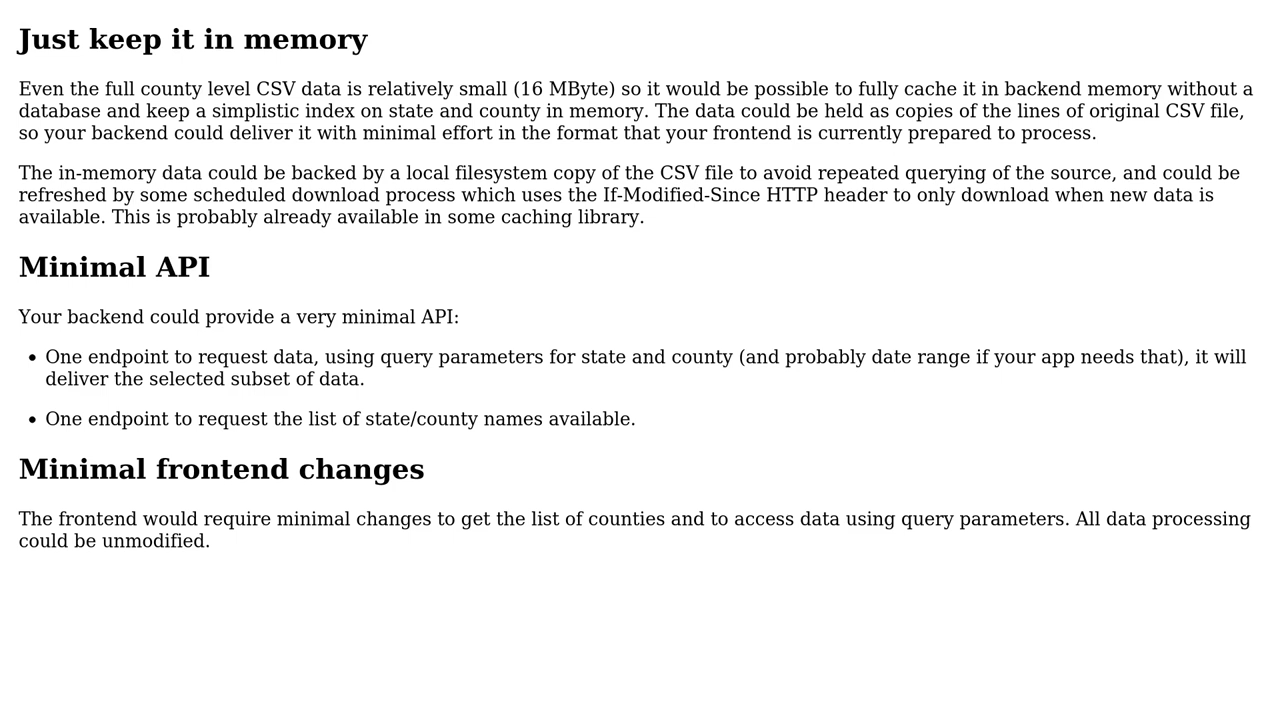 Just keep it in memory
Even the full county level CSV data is relatively small (16 MByte) so it would be possible to fully cache it in backend memory without a
database and keep a simplistic index on state and county in memory. The data could be held as copies of the lines of original CSV file,
so your backend could deliver it with minimal effort in the format that your frontend is currently prepared to process.
The in-memory data could be backed by a local filesystem copy of the CSV file to avoid repeated querying of the source, and could be
refreshed by some scheduled download process which uses the If-Modified-Since HTTP header to only download when new data is
available. This is probably already available in some caching library.
Minimal API
Your backend could provide a very minimal API:
• One endpoint to request data, using query parameters for state and county (and probably date range if your app needs that), it will
deliver the selected subset of data.
• One endpoint to request the list of state/county names available.
Minimal frontend changes
The frontend would require minimal changes to get the list of counties and to access data using query parameters. All data processing
could be unmodified.